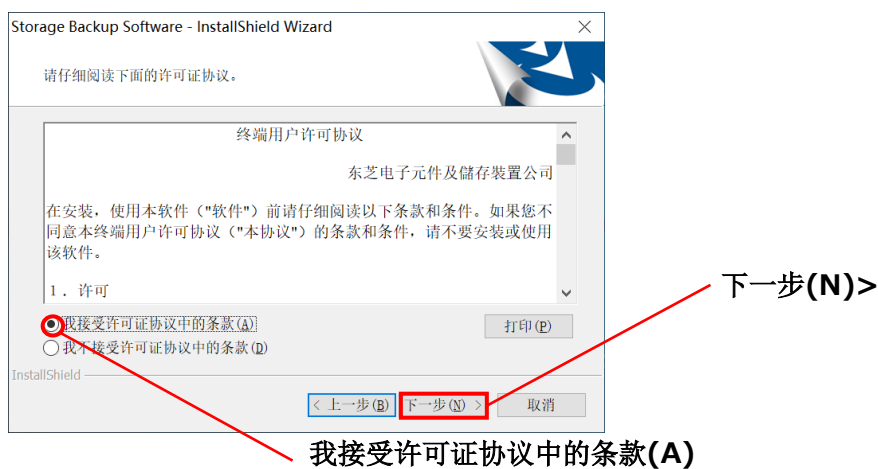 Storage Backup Software - InstallShield Wizard
请仔细阅读下面的许可证协议。
终端用户许可协议
东芝电子元件及儲存裝置公司
在安装，使用本软件（"软件"）前请仔细阅读以下条款和条件。如果您不
同意本终端用户许可协议（"本协议"）的条款和条件，请不要安装或使用
该软件。
1．许可
下一步(N)>
我接受许可证协议中的条款(A)
打印(P)
我不接受许可证协议中的条款(D)
InstallShield
< 上一步(B)
下一步(N) >
取消
我接受许可证协议中的条款(A)